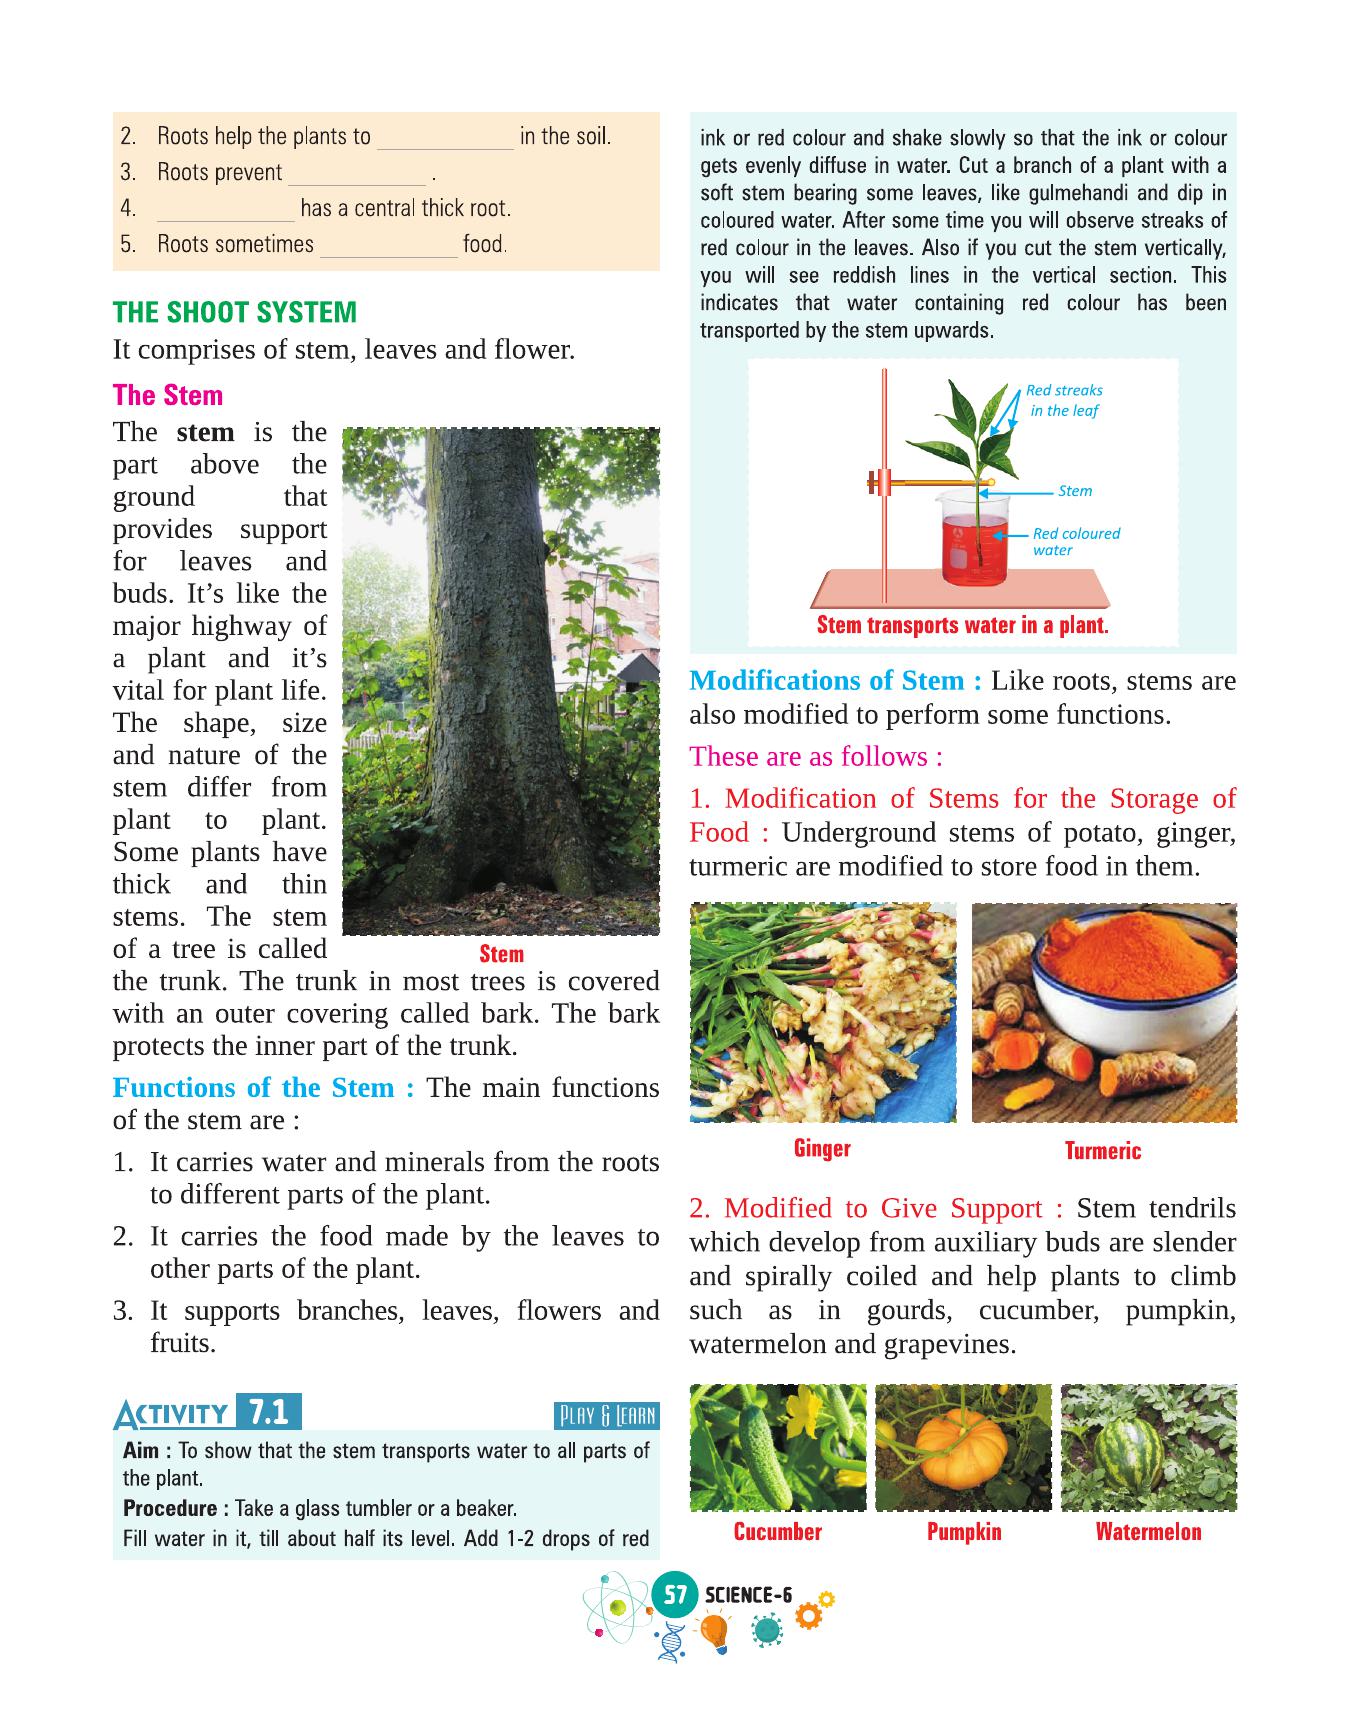 2. Roots help the plants to ____________ in the soil.
3. Roots prevent ____________ .
4. ____________ has a central thick root.
5. Roots sometimes ____________ food.
THE SHOOT SYSTEM
It comprises of stem, leaves and flower.
The Stem
The stem is the
part above the
ground that
provides support
for leaves and
buds. It's like the
major highway of
a plant and it's
vital for plant life.
The shape, size
and nature of the
stem differ from
plant to plant.
Some plants have
thick and thin
stems. The stem
of a tree is called
Stem
the trunk. The trunk in most trees is covered
with an outer covering called bark. The bark
protects the inner part of the trunk.
Functions of the Stem : The main functions
of the stem are :
1. It carries water and minerals from the roots
to different parts of the plant.
2. It carries the food made by the leaves to
other parts of the plant.
3. It supports branches, leaves, flowers and
fruits.
ACTIVITY 7.1 PLAY & LEARN
Aim : To show that the stem transports water to all parts of
the plant.
Procedure : Take a glass tumbler or a beaker.
Fill water in it, till about half its level. Add 1-2 drops of red
ink or red colour and shake slowly so that the ink or colour
gets evenly diffuse in water. Cut a branch of a plant with a
soft stem bearing some leaves, like gulmehandi and dip in
coloured water. After some time you will observe streaks of
red colour in the leaves. Also if you cut the stem vertically,
you will see reddish lines in the vertical section. This
indicates that water containing red colour has been
transported by the stem upwards.
Red streaks
in the leaf
Stem
Red coloured
water
Stem transports water in a plant.
Modifications of Stem : Like roots, stems are
also modified to perform some functions.
These are as follows :
1. Modification of Stems for the Storage of
Food : Underground stems of potato, ginger,
turmeric are modified to store food in them.
Ginger
Turmeric
2. Modified to Give Support : Stem tendrils
which develop from auxiliary buds are slender
and spirally coiled and help plants to climb
such as in gourds, cucumber, pumpkin,
watermelon and grapevines.
Cucumber
Pumpkin
Watermelon
57 SCIENCE-6